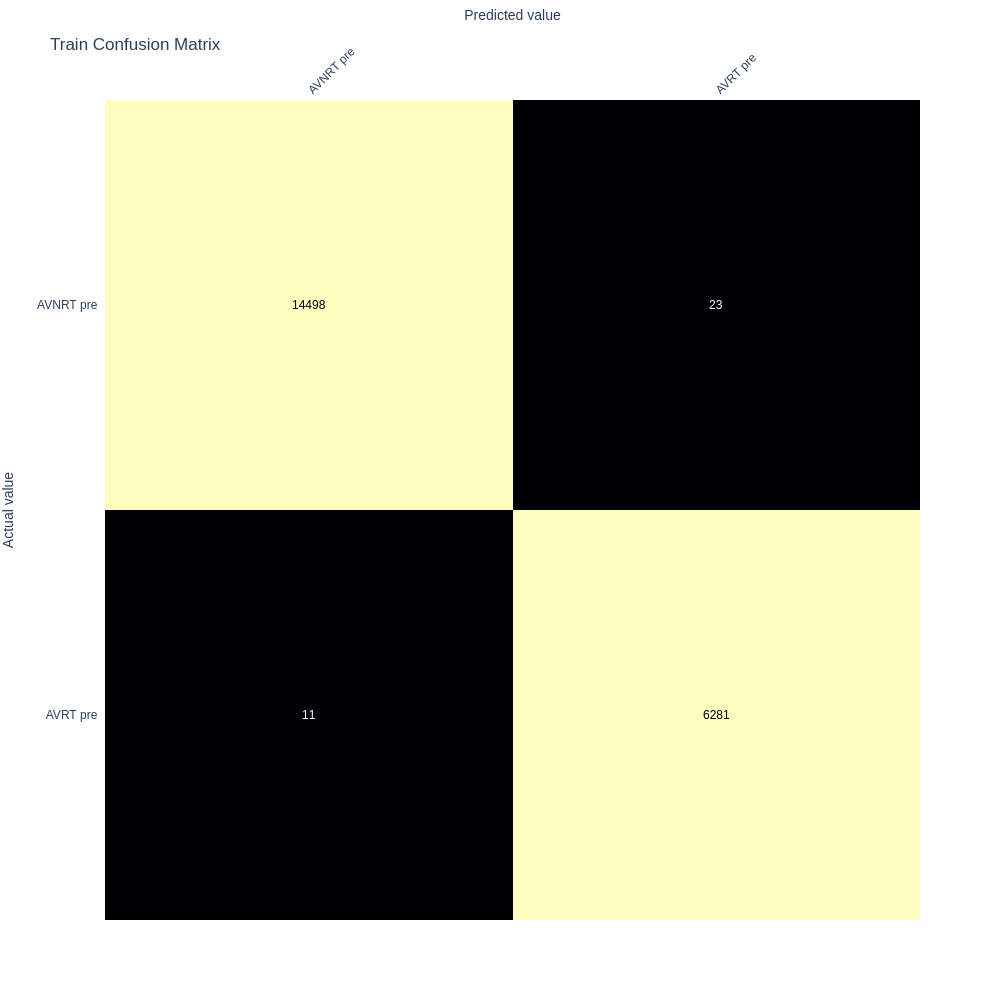 Predicted value
Train Confusion Matrix
AVNRT pre
AVRT pre
AVNRT pre
14498
23
Actual value
AVRT pre
11
6281